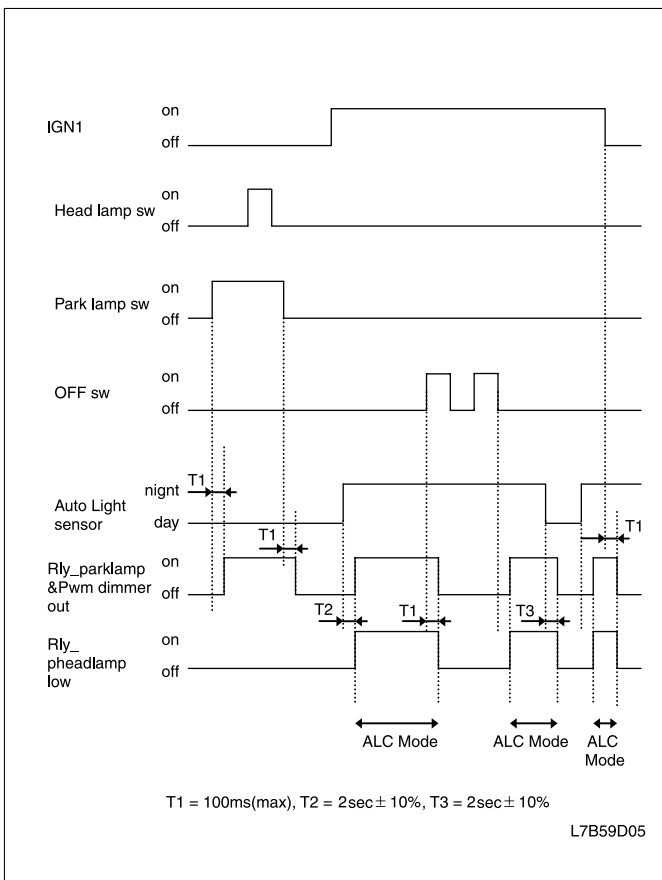 IGN1
on
off
Head lamp sw
on
off
Park lamp sw
on
off
OFF sw
on
off
T1
Auto Light
sensor
nignt
day
T1
T1
Rly_parklamp
&Pwm dimmer
out
on
off
T2
T1
T3
Rly_
pheadlamp
low
on
off
ALC Mode
ALC Mode
ALC
Mode
T1 = 100ms(max), T2 = 2sec± 10%, T3 = 2sec± 10%
L7B59D05